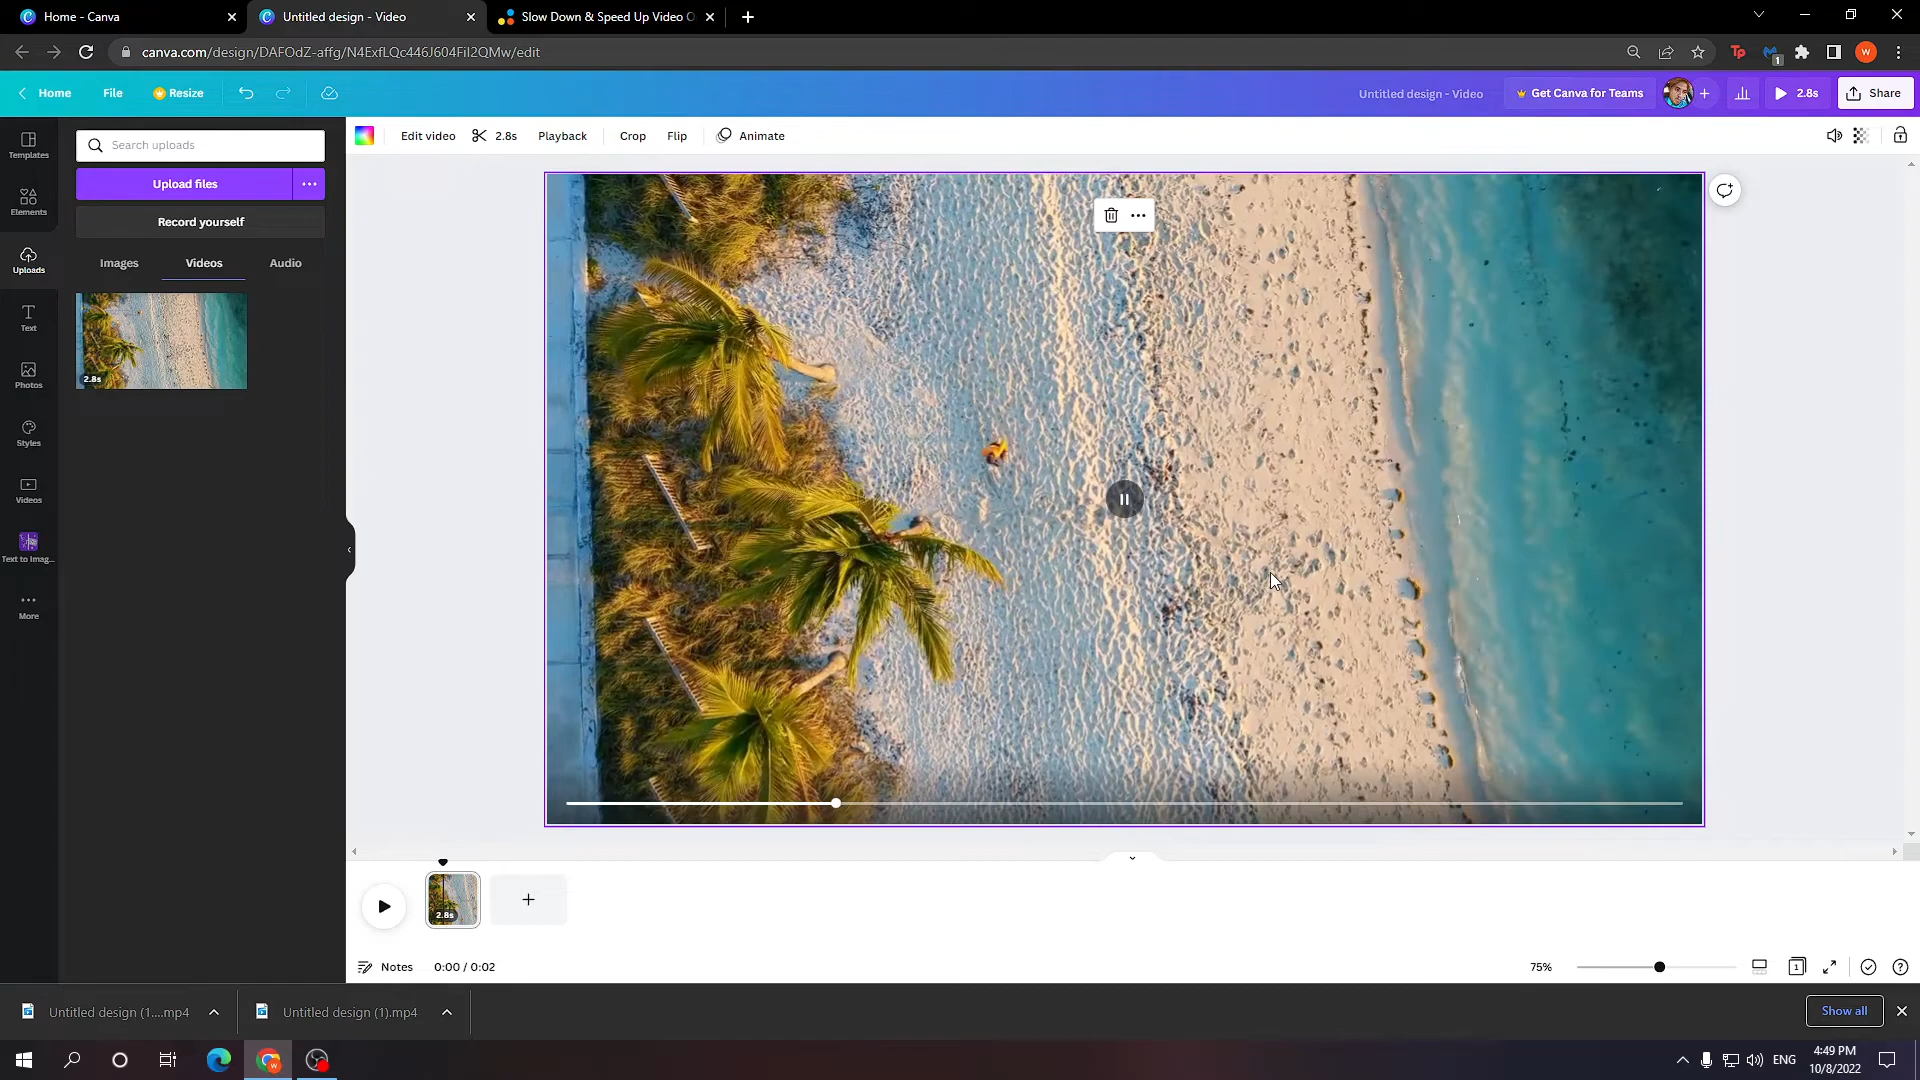 Home - Canva
Untitled design - Video
Slow Down & Speed Up Video O
canva.com/design/DAFOdZ-affg/N4ExfLQc446J604FiI2QMw/edit
W
1
Home
File
Resize
Untitled design - Video
Get Canva for Teams
2.8s
Share
Templates
Search uploads
Edit video
2.8s
Playback
Crop
Flip
Animate
Upload files
Elements
Record yourself
Uploads
Images
Videos
Audio
Text
Photos
2.8s
Styles
Videos
Text to Imag...
More
2.8s
Notes
0:00 / 0:02
75%
1
Untitled design (1....mp4
Untitled design (1).mp4
Show all
W
ENG
4:49 PM
10/8/2022